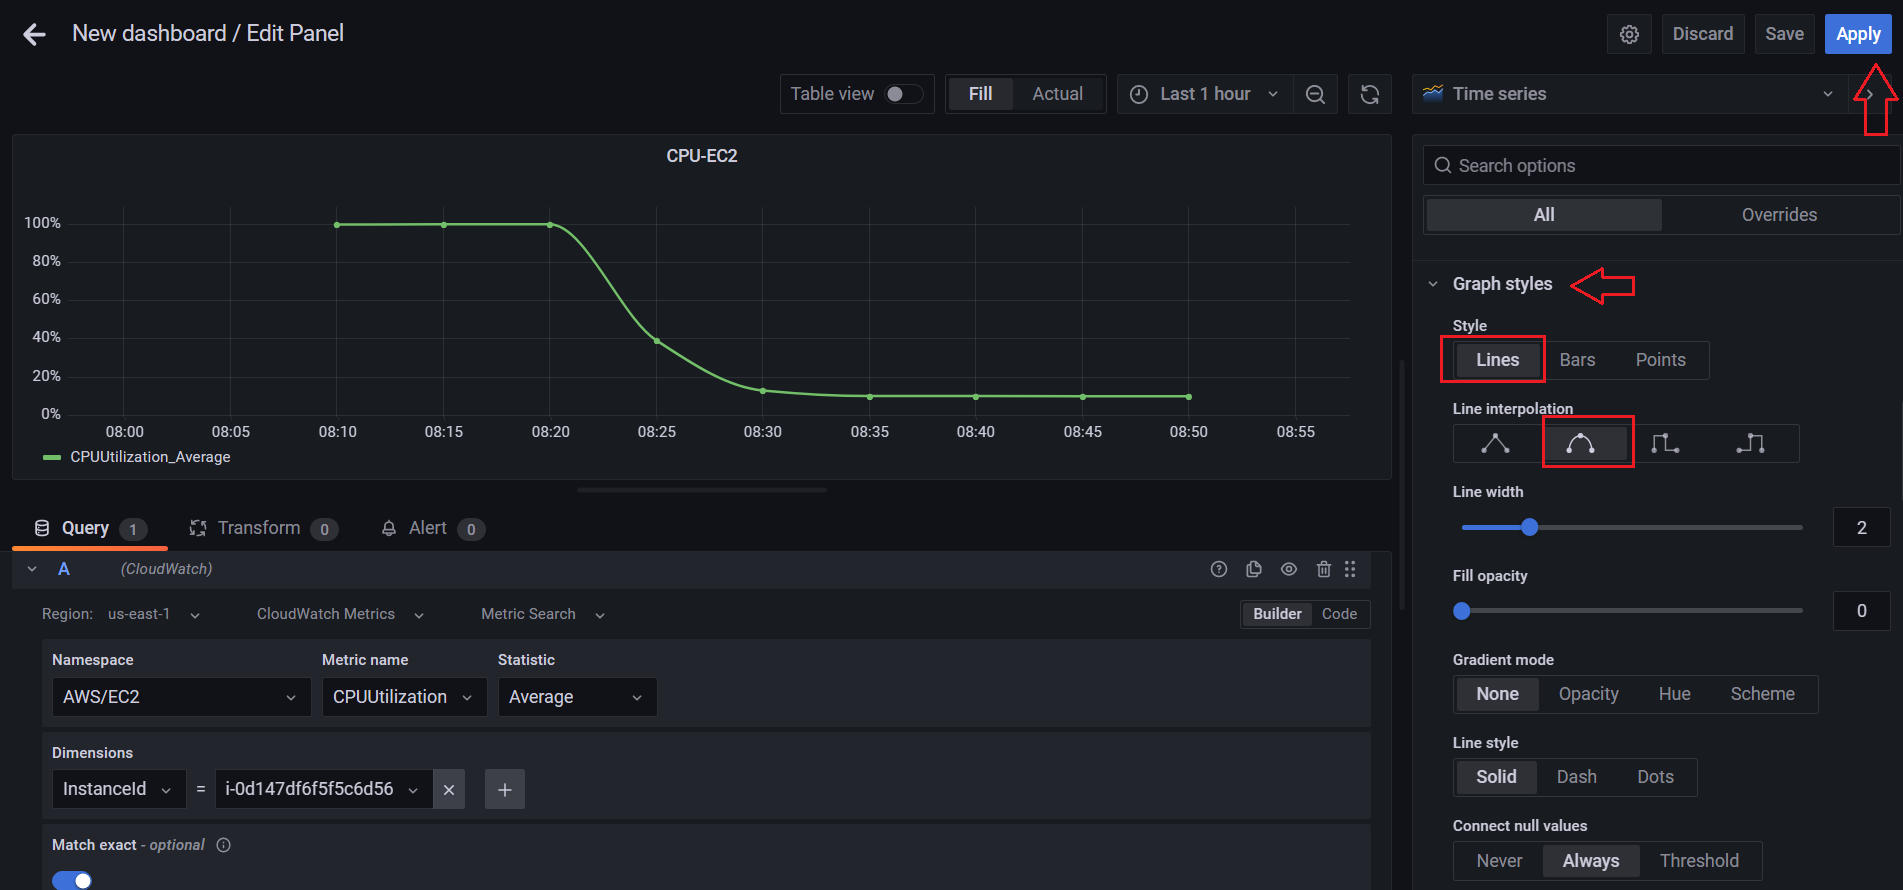 New dashboard / Edit Panel
Discard
Save
Apply
Table view
Fill
Actual
Last 1 hour
Time series
CPU-EC2
100%
80%
60%
40%
20%
0%
08:00 08:05 08:10 08:15 08:20 08:25 08:30 08:35 08:40 08:45 08:50 08:55
CPUUtilization_Average
Query 1
Transform 0
Alert 0
A (CloudWatch)
Region: us-east-1 CloudWatch Metrics Metric Search Builder Code
Namespace Metric name Statistic
AWS/EC2 CPUUtilization Average
Dimensions
InstanceId = i-0d147df6f5f5c6d56
Match exact - optional
Search options
All Overrides
Graph styles
Style
Lines Bars Points
Line interpolation
Line width
2
Fill opacity
0
Gradient mode
None Opacity Hue Scheme
Line style
Solid Dash Dots
Connect null values
Never Always Threshold